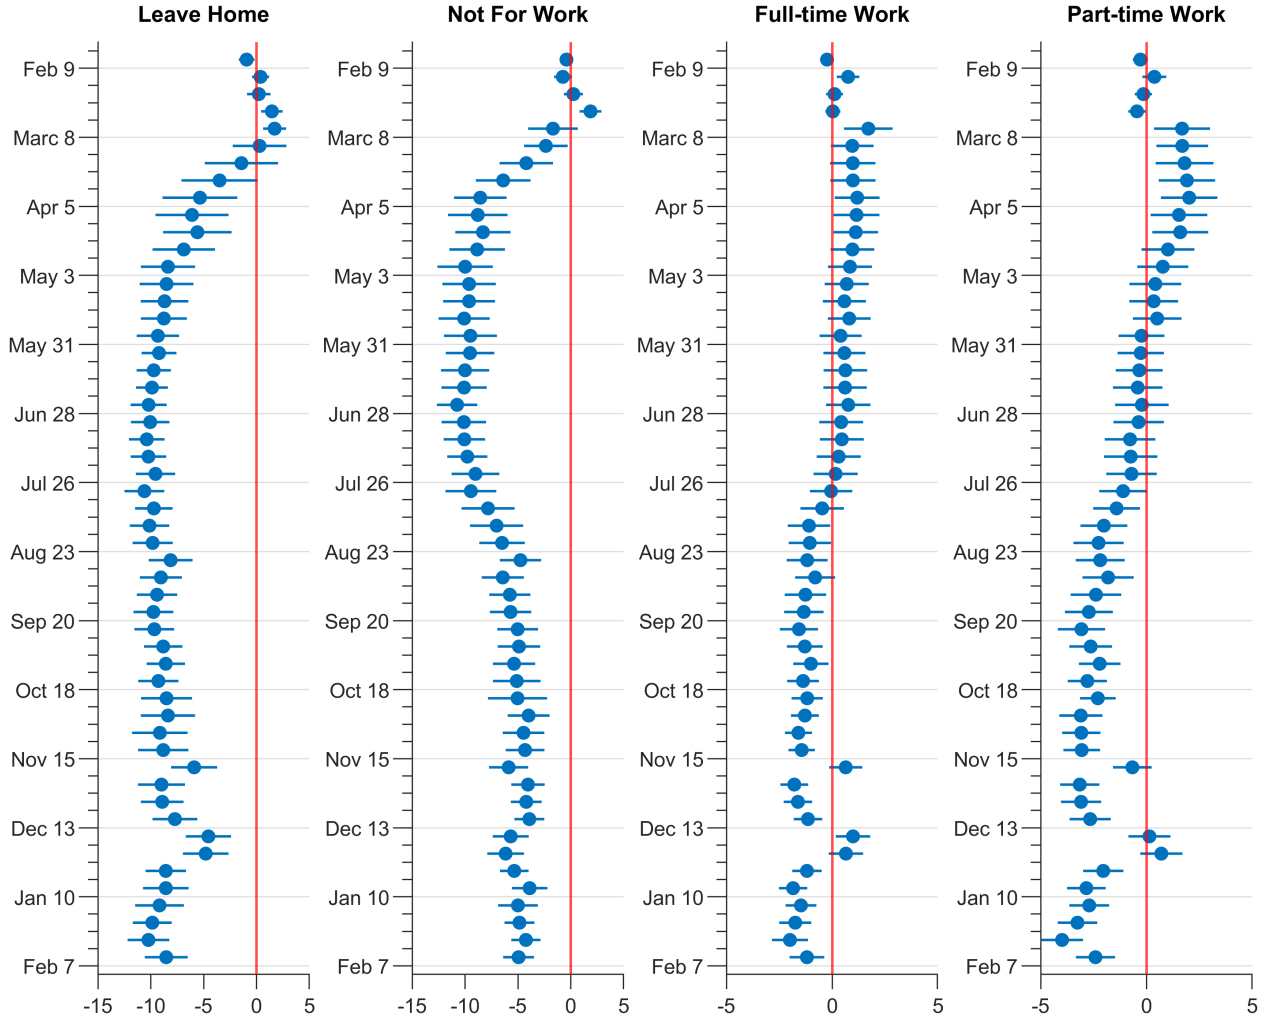 Leave Home
Feb 9
Marc 8
Apr 5
May 3
May 31
Jun 28
Jul 26
Aug 23
Sep 20
Oct 18
Nov 15
Dec 13
Jan 10
Feb 7
-15 -10 -5 0 5
Not For Work
Feb 9
Marc 8
Apr 5
May 3
May 31
Jun 28
Jul 26
Aug 23
Sep 20
Oct 18
Nov 15
Dec 13
Jan 10
Feb 7
-15 -10 -5 0 5
Full-time Work
Feb 9
Marc 8
Apr 5
May 3
May 31
Jun 28
Jul 26
Aug 23
Sep 20
Oct 18
Nov 15
Dec 13
Jan 10
Feb 7
-5 0 5
Part-time Work
Feb 9
Marc 8
Apr 5
May 3
May 31
Jun 28
Jul 26
Aug 23
Sep 20
Oct 18
Nov 15
Dec 13
Jan 10
Feb 7
-5 0 5